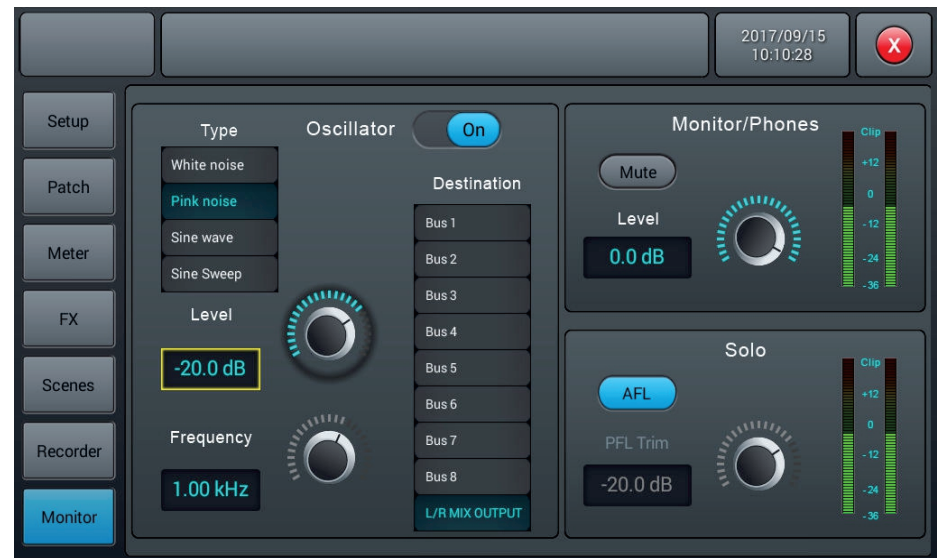 2017/09/15
10:10:28
X
Setup
Patch
Meter
FX
Scenes
Recorder
Monitor
Type
Oscillator
On
White noise
Pink noise
Sine wave
Sine Sweep
Level
-20.0 dB
Frequency
1.00 kHz
Destination
Bus 1
Bus 2
Bus 3
Bus 4
Bus 5
Bus 6
Bus 7
Bus 8
L/R MIX OUTPUT
Monitor/Phones
Mute
Level
0.0 dB
Clip
+12
0
-12
-24
-36
Solo
AFL
PFL Trim
-20.0 dB
Clip
+12
0
-12
-24
-36